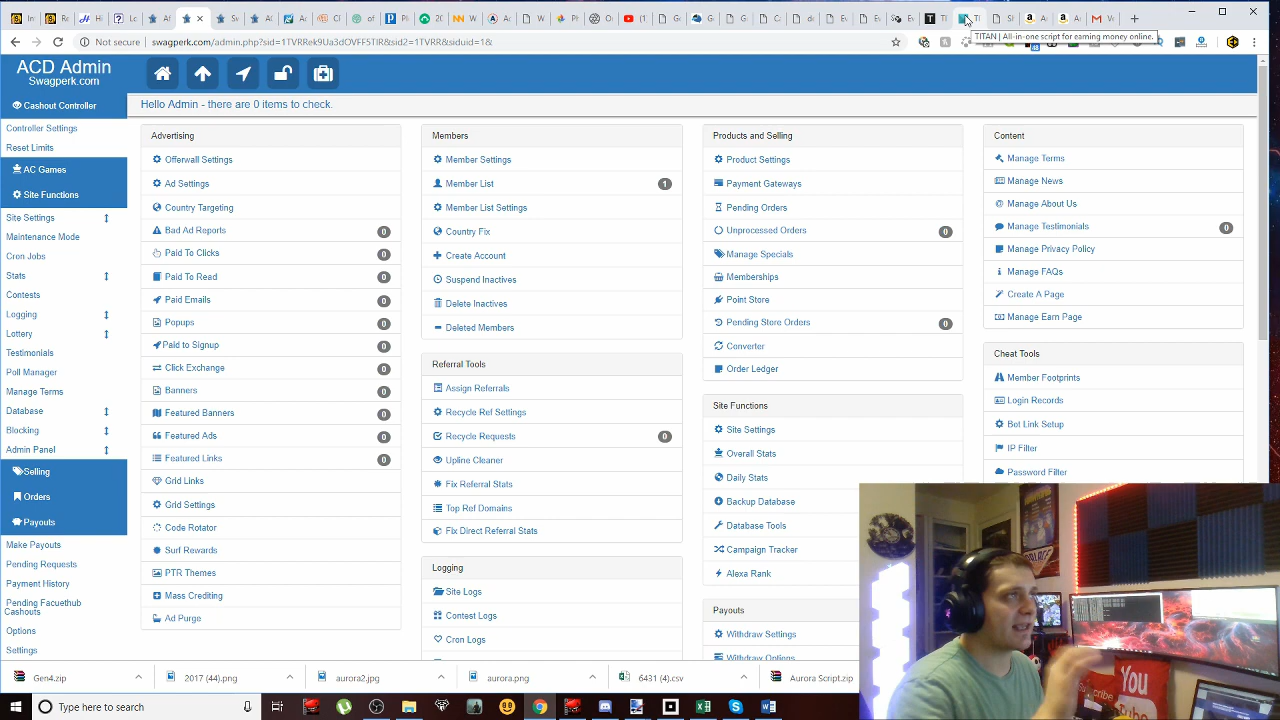 TITAN | All-in-one script for earning money online.
Not secure
swagperk.com/admin.php?sid=1TVRRek9Ua3dOVFF5TlR&sid2=1TVRR&siduid=1&
ACD Admin
Swagperk.com
Cashout Controller
Controller Settings
Reset Limits
AC Games
Site Functions
Site Settings
Maintenance Mode
Cron Jobs
Stats
Contests
Logging
Lottery
Testimonials
Poll Manager
Manage Terms
Database
Blocking
Admin Panel
Selling
Orders
Payouts
Make Payouts
Pending Requests
Payment History
Pending Facuethub
Cashouts
Options
Settings
Hello Admin - there are 0 items to check.
Advertising
Offerwall Settings
Ad Settings
Country Targeting
Bad Ad Reports 0
Paid To Clicks 0
Paid To Read 0
Paid Emails 0
Popups 0
Paid to Signup 0
Click Exchange 0
Banners 0
Featured Banners 0
Featured Ads 0
Featured Links 0
Grid Links
Grid Settings
Code Rotator
Surf Rewards
PTR Themes
Mass Crediting
Ad Purge
Members
Member Settings
Member List 1
Member List Settings
Country Fix
Create Account
Suspend Inactives
Delete Inactives
Deleted Members
Referral Tools
Assign Referrals
Recycle Ref Settings
Recycle Requests 0
Upline Cleaner
Fix Referral Stats
Top Ref Domains
Fix Direct Referral Stats
Logging
Site Logs
Contest Logs
Cron Logs
Products and Selling
Product Settings
Payment Gateways
Pending Orders
Unprocessed Orders 0
Manage Specials
Memberships
Point Store
Pending Store Orders 0
Converter
Order Ledger
Site Functions
Site Settings
Overall Stats
Daily Stats
Backup Database
Database Tools
Campaign Tracker
Alexa Rank
Payouts
Withdraw Settings
Withdraw Options
Content
Manage Terms
Manage News
Manage About Us
Manage Testimonials 0
Manage Privacy Policy
Manage FAQs
Create A Page
Manage Earn Page
Cheat Tools
Member Footprints
Login Records
Bot Link Setup
IP Filter
Password Filter
You
Subscribe
Gen4.zip
2017 (44).png
aurora2.jpg
aurora.png
6431 (4).csv
Aurora Script.zip
Type here to search